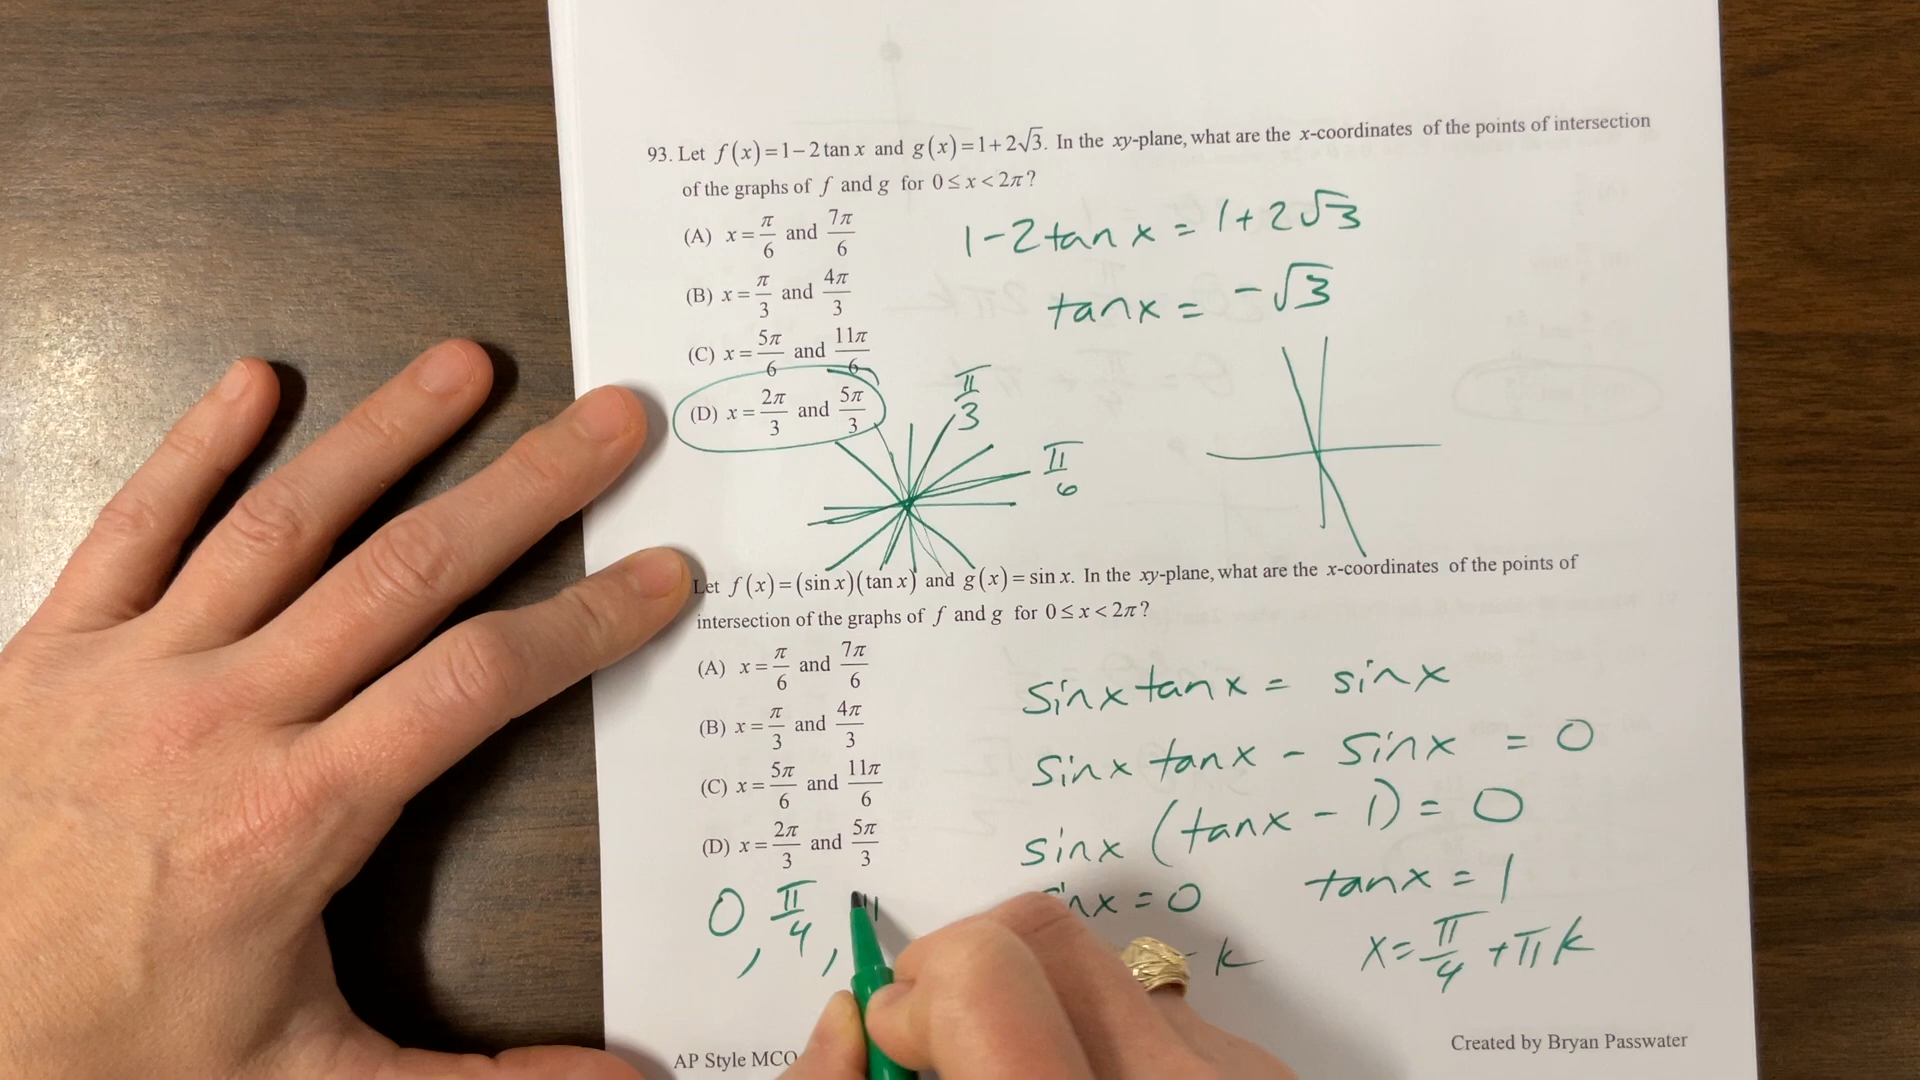 93. Let f(x) = 1 − 2 tan x and g(x) = 1 + 2√3. In the xy-plane, what are the x-coordinates of the points of intersection
of the graphs of f and g for 0 ≤ x < 2π?
(A) x = π/6 and 7π/6
(B) x = π/3 and 4π/3
(C) x = 5π/6 and 11π/6
(D) x = 2π/3 and 5π/3
1 - 2 tan x = 1 + 2√3
tan x = -√3
π/3
π/6
Let f(x) = (sin x)(tan x) and g(x) = sin x. In the xy-plane, what are the x-coordinates of the points of
intersection of the graphs of f and g for 0 ≤ x < 2π?
(A) x = π/6 and 7π/6
(B) x = π/3 and 4π/3
(C) x = 5π/6 and 11π/6
(D) x = 2π/3 and 5π/3
sin x tan x = sin x
sin x tan x - sin x = 0
sin x (tan x - 1) = 0
x = 0 tan x = 1
k x = π/4 + πk
0, π/4,
AP Style MCQ
Created by Bryan Passwater